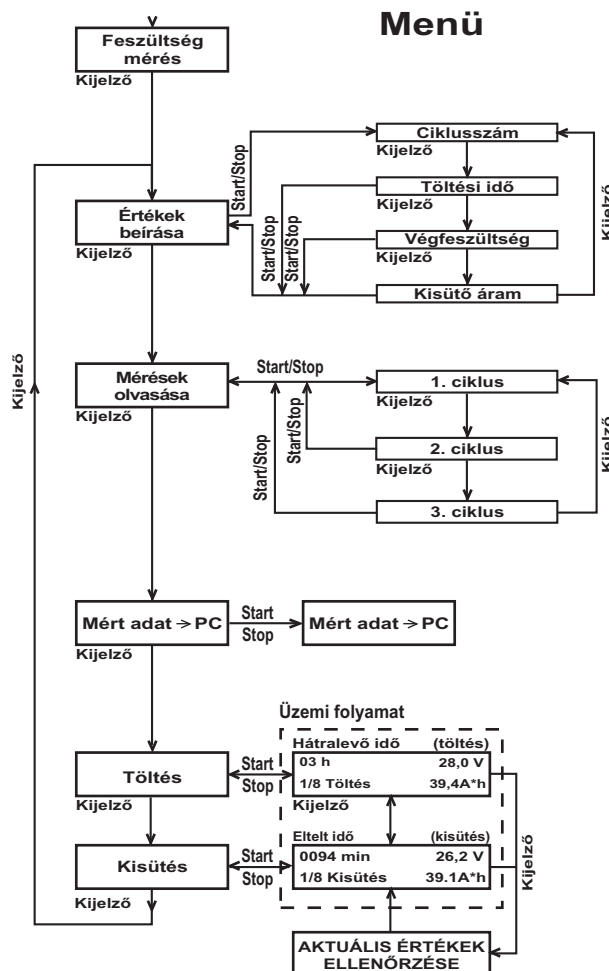 Menü
Feszültség
mérés
Kijelző
Start/Stop
Ciklusszám
Kijelző
Töltési idő
Értékek
beírása
Kijelző
Start/Stop
Start/Stop
Végfeszültség
Kijelző
Kisütő áram
Kijelző
Kijelző
Mérések
olvasása
Kijelző
Start/Stop
1. ciklus
Kijelző
Start/Stop
Start/Stop
2. ciklus
Kijelző
3. ciklus
Kijelző
Mért adat → PC
Kijelző
Start
Stop
Mért adat → PC
Üzemi folyamat
Töltés
Kijelző
Start
Stop
Hátralevő idő (töltés)
03 h 28,0 V
1/8 Töltés 39,4A*h
Kijelző
Kisütés
Kijelző
Start
Stop
Eltelt idő (kisütés)
0094 min 26,2 V
1/8 Kisütés 39.1A*h
Kijelző
AKTUÁLIS ÉRTÉKEK
ELLENŐRZÉSE